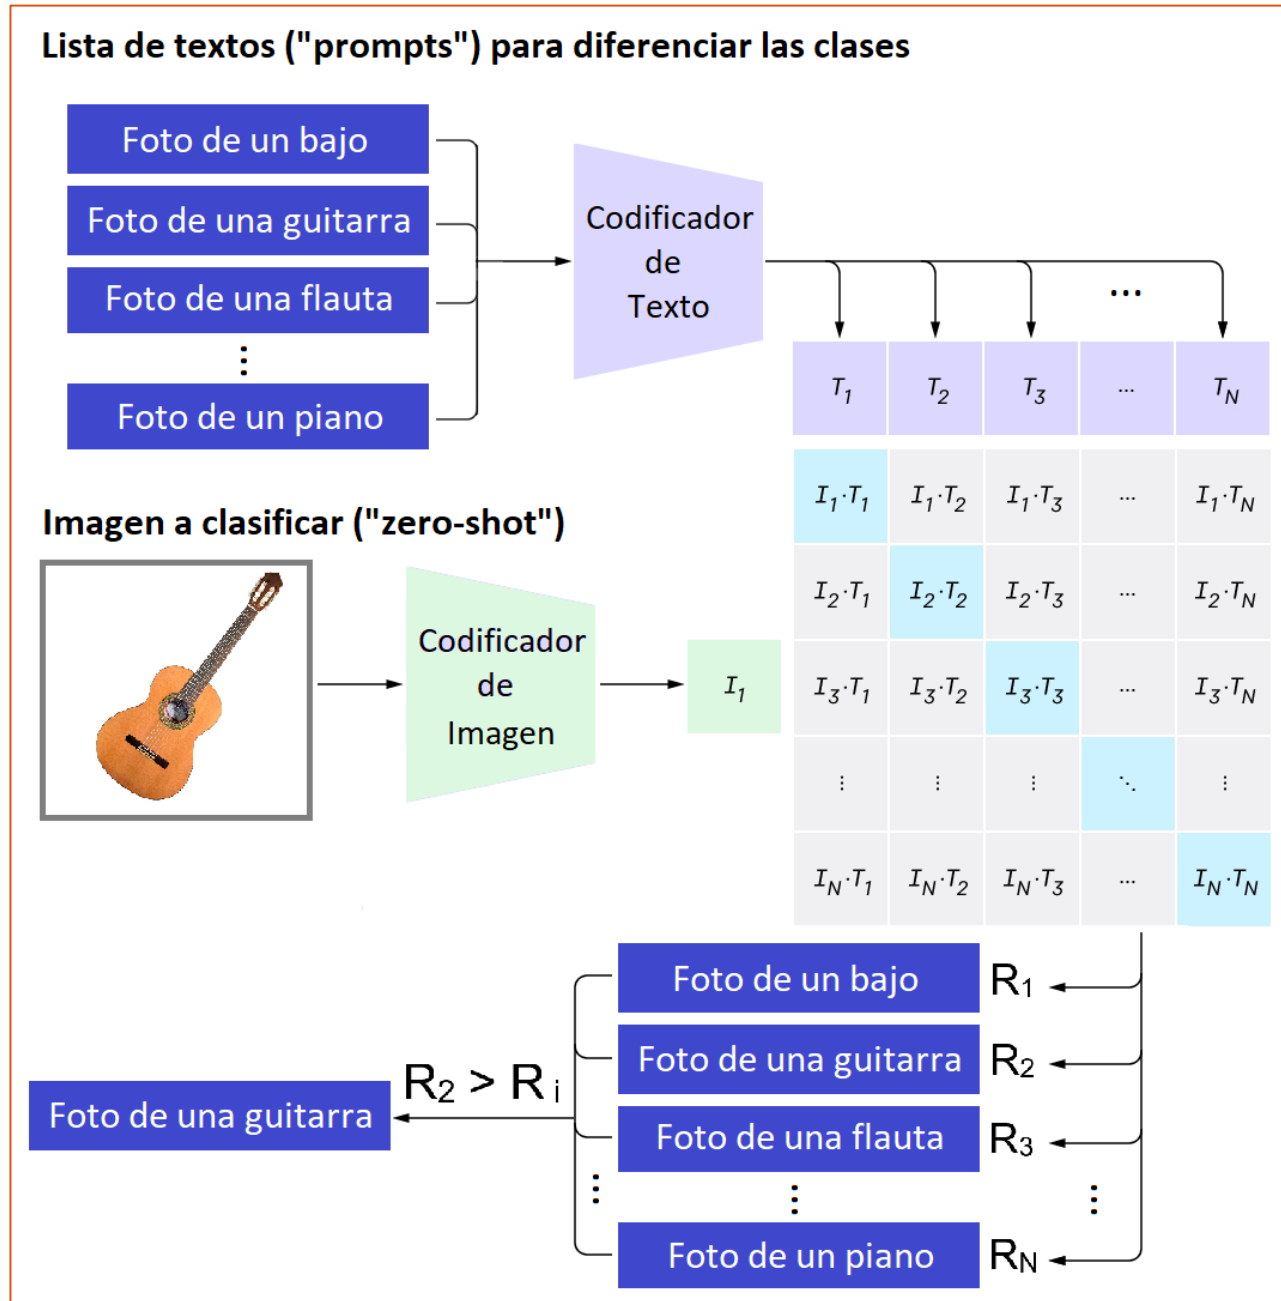 Lista de textos ("prompts") para diferenciar las clases
Foto de un bajo
Foto de una guitarra
Foto de una flauta
⋮
Foto de un piano
Codificador
de
Texto
...
T1 T2 T3 ... TN
I1·T1 I1·T2 I1·T3 ... I1·TN
I2·T1 I2·T2 I2·T3 ... I2·TN
I3·T1 I3·T2 I3·T3 ... I3·TN
⋮ ⋮ ⋮ ⋱ ⋮
IN·T1 IN·T2 IN·T3 ... IN·TN
Imagen a clasificar ("zero-shot")
Codificador
de
Imagen
I1
Foto de un bajo R1
Foto de una guitarra R2
Foto de una flauta R3
⋮ ⋮ ⋮
Foto de un piano RN
R2 > Ri
Foto de una guitarra